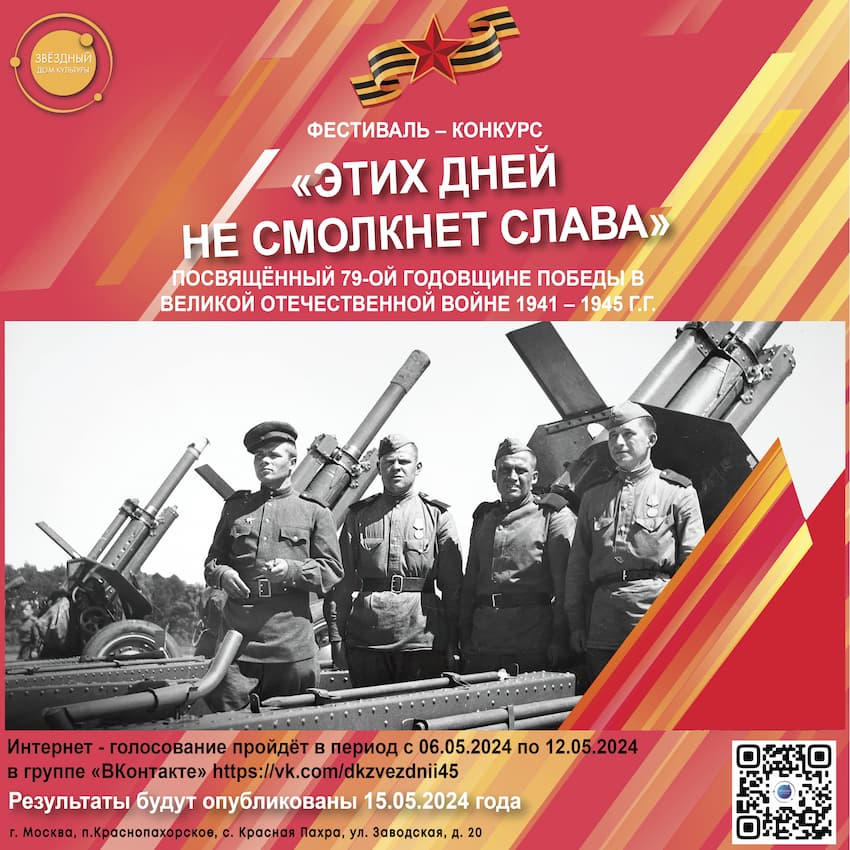 ЗВЁЗДНЫЙ
ДОМ КУЛЬТУРЫ
ФЕСТИВАЛЬ – КОНКУРС
«ЭТИХ ДНЕЙ
НЕ СМОЛКНЕТ СЛАВА»
ПОСВЯЩЁННЫЙ 79-ОЙ ГОДОВЩИНЕ ПОБЕДЫ В
ВЕЛИКОЙ ОТЕЧЕСТВЕННОЙ ВОЙНЕ 1941 – 1945 Г.Г.
Интернет - голосование пройдёт в период с 06.05.2024 по 12.05.2024
в группе «ВКонтакте» https://vk.com/dkzvezdnii45
Результаты будут опубликованы 15.05.2024 года
г. Москва, п.Краснопахорское, с. Красная Пахра, ул. Заводская, д. 20